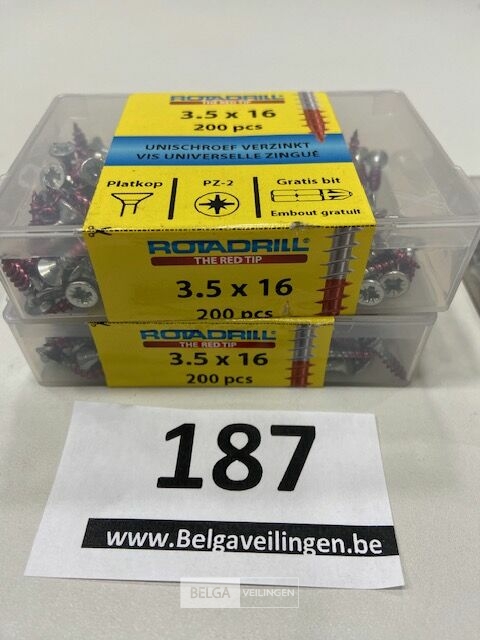 ROTADRILL®
THE RED TIP
3.5 x 16
200 pcs
UNISCHROEF VERZINKT
VIS UNIVERSELLE ZINGUÉ
Platkop
PZ-2
Gratis bit
Embout gratuit
ROTADRILL®
THE RED TIP
3.5 x 16
200 pcs
ROTADRILL®
THE RED TIP
3.5 x 16
200 pcs
187
www.Belgaveilingen.be
BELGA VEILINGEN